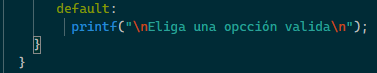 default:
printf("\nEliga una opcción valida\n");
}
}